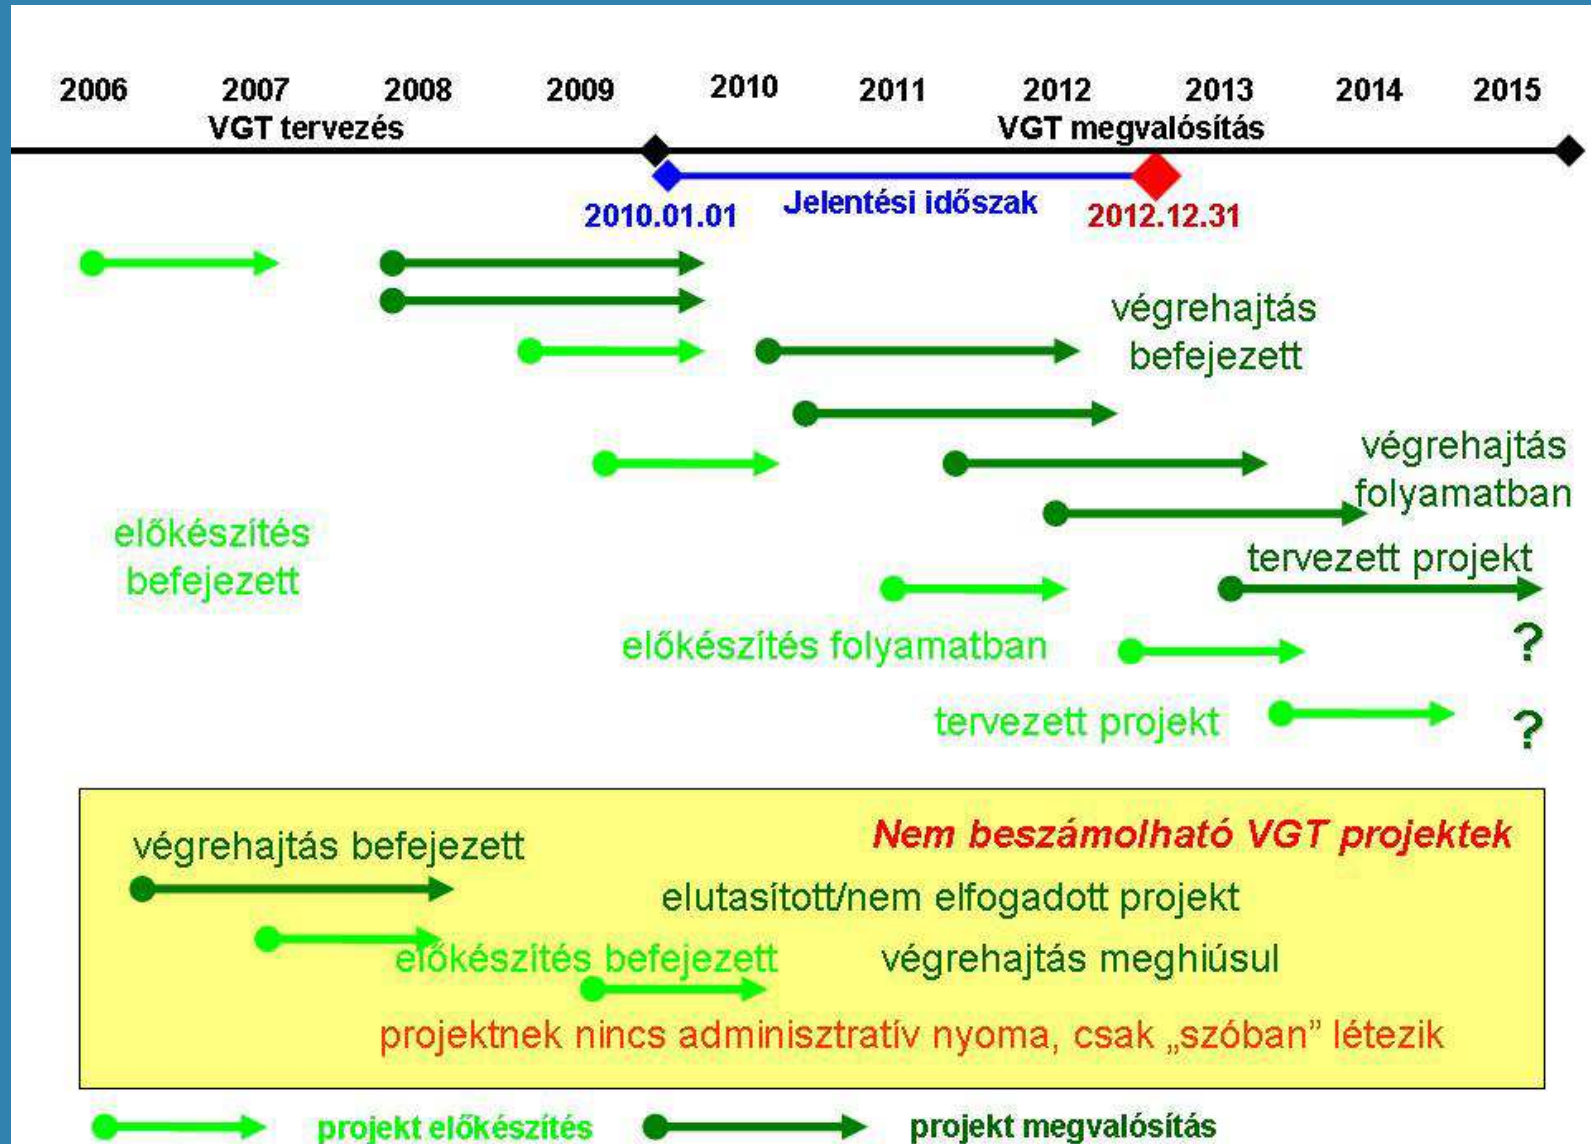 2006 2007 2008 2009 2010 2011 2012 2013 2014 2015
VGT tervezés VGT megvalósítás
2010.01.01 Jelentési időszak 2012.12.31
végrehajtás
befejezett
végrehajtás
folyamatban
előkészítés
befejezett
tervezett projekt
előkészítés folyamatban ?
tervezett projekt ?
Nem beszámolható VGT projektek
végrehajtás befejezett
elutasított/nem elfogadott projekt
előkészítés befejezett végrehajtás meghiúsul
projektnek nincs adminisztratív nyoma, csak „szóban” létezik
projekt előkészítés projekt megvalósítás